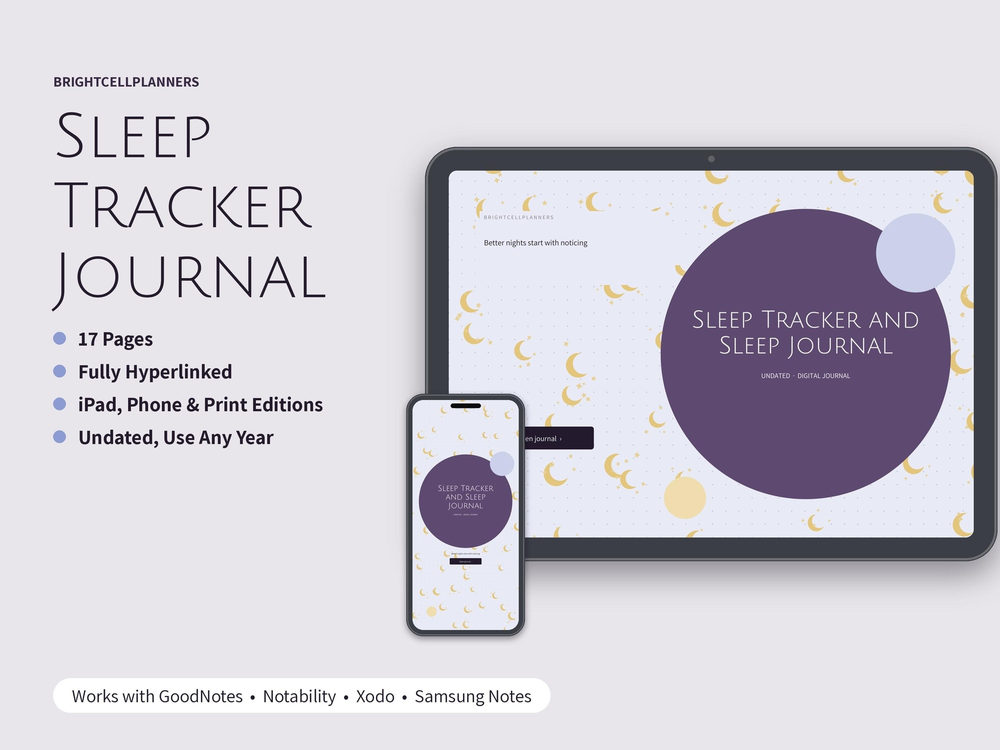 BRIGHTCELLPLANNERS
SLEEP
TRACKER
JOURNAL
17 Pages
Fully Hyperlinked
iPad, Phone & Print Editions
Undated, Use Any Year
BRIGHTCELLPLANNERS
Better nights start with noticing
SLEEP TRACKER AND
SLEEP JOURNAL
UNDATED · DIGITAL JOURNAL
journal ›
SLEEP TRACKER
AND SLEEP
JOURNAL
Works with GoodNotes • Notability • Xodo • Samsung Notes